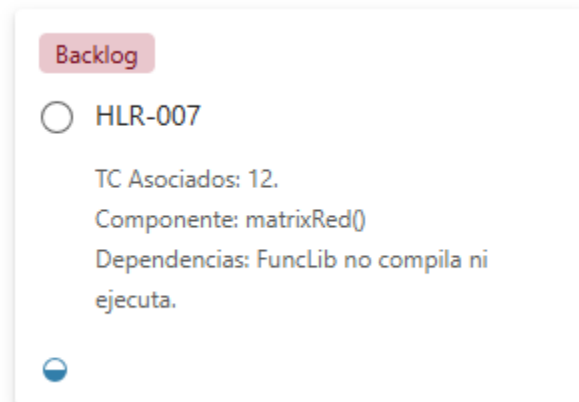 Backlog
HLR-007
TC Asociados: 12.
Componente: matrixRed()
Dependencias: FuncLib no compila ni
ejecuta.